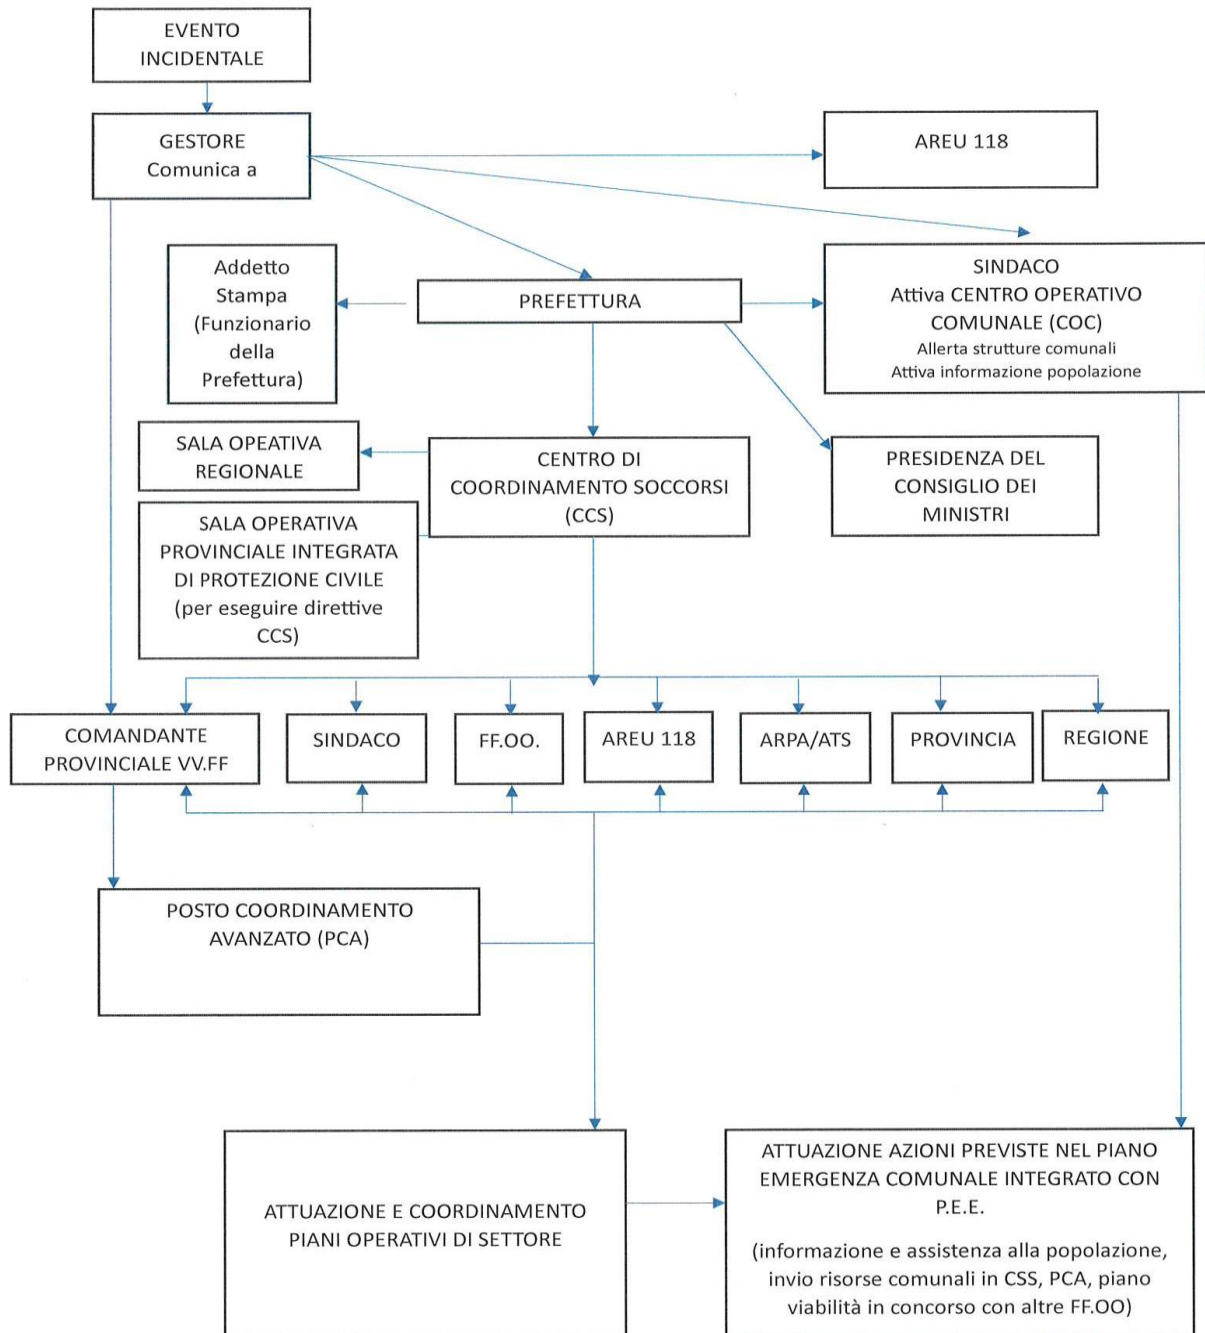 EVENTO
INCIDENTALE
GESTORE
Comunica a
AREU 118
Addetto
Stampa
(Funzionario
della
Prefettura)
PREFETTURA
SINDACO
Attiva CENTRO OPERATIVO
COMUNALE (COC)
Allerta strutture comunali
Attiva informazione popolazione
SALA OPEATIVA
REGIONALE
CENTRO DI
COORDINAMENTO SOCCORSI
(CCS)
PRESIDENZA DEL
CONSIGLIO DEI
MINISTRI
SALA OPERATIVA
PROVINCIALE INTEGRATA
DI PROTEZIONE CIVILE
(per eseguire direttive
CCS)
COMANDANTE
PROVINCIALE VV.FF
SINDACO
FF.OO.
AREU 118
ARPA/ATS
PROVINCIA
REGIONE
POSTO COORDINAMENTO
AVANZATO (PCA)
ATTUAZIONE E COORDINAMENTO
PIANI OPERATIVI DI SETTORE
ATTUAZIONE AZIONI PREVISTE NEL PIANO
EMERGENZA COMUNALE INTEGRATO CON
P.E.E.
(informazione e assistenza alla popolazione,
invio risorse comunali in CSS, PCA, piano
viabilità in concorso con altre FF.OO)